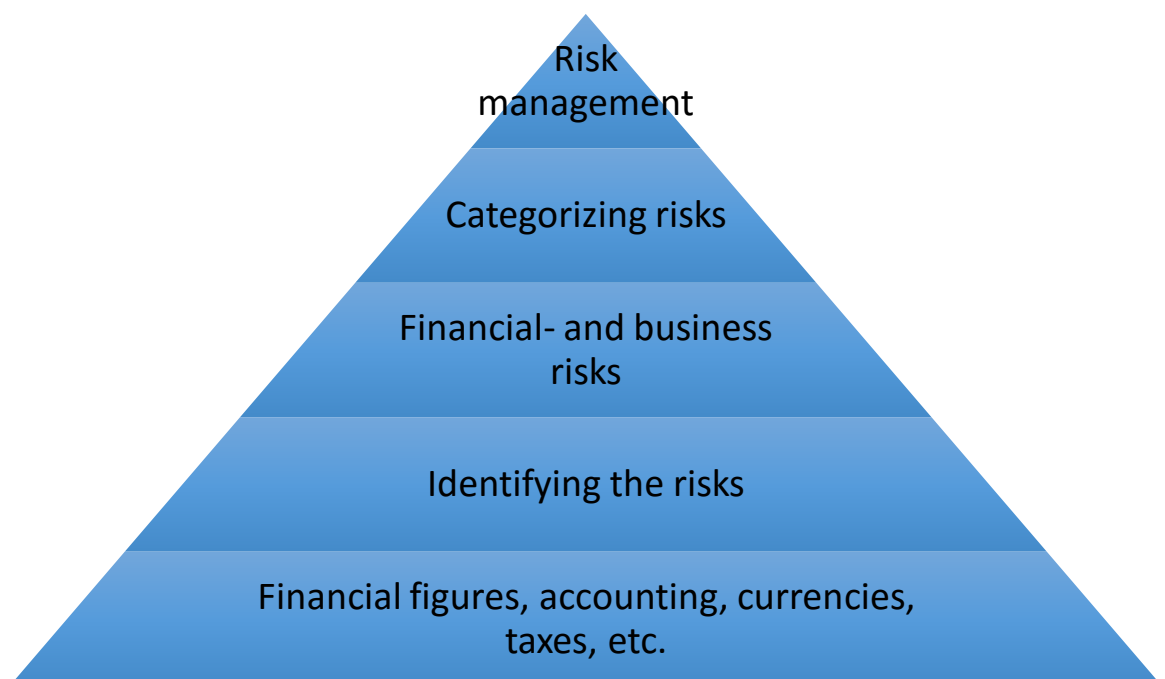 Risk
management
Categorizing risks
Financial- and business
risks
Identifying the risks
Financial figures, accounting, currencies,
taxes, etc.